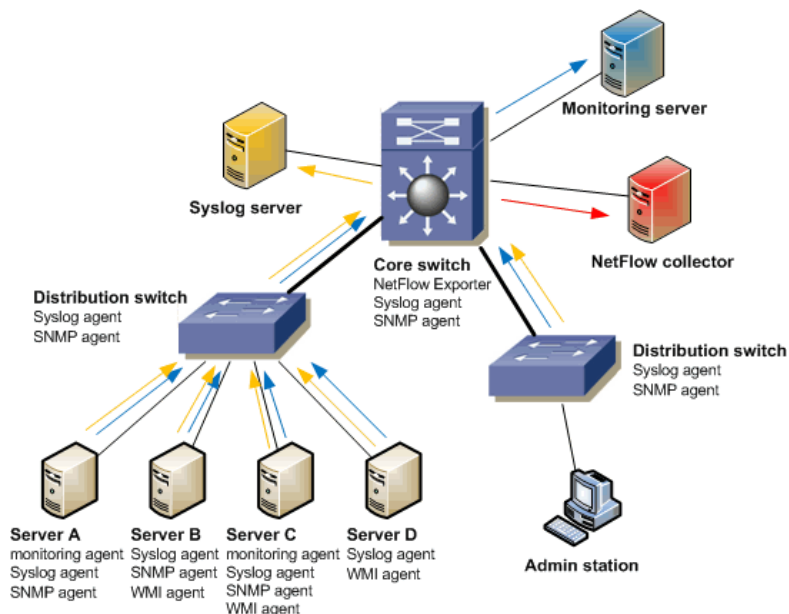 Monitoring server
Syslog server
NetFlow collector
Core switch
NetFlow Exporter
Syslog agent
SNMP agent
Distribution switch
Syslog agent
SNMP agent
Distribution switch
Syslog agent
SNMP agent
Server A
monitoring agent
Syslog agent
SNMP agent
Server B
Syslog agent
SNMP agent
WMI agent
Server C
monitoring agent
Syslog agent
SNMP agent
WMI agent
Server D
Syslog agent
WMI agent
Admin station